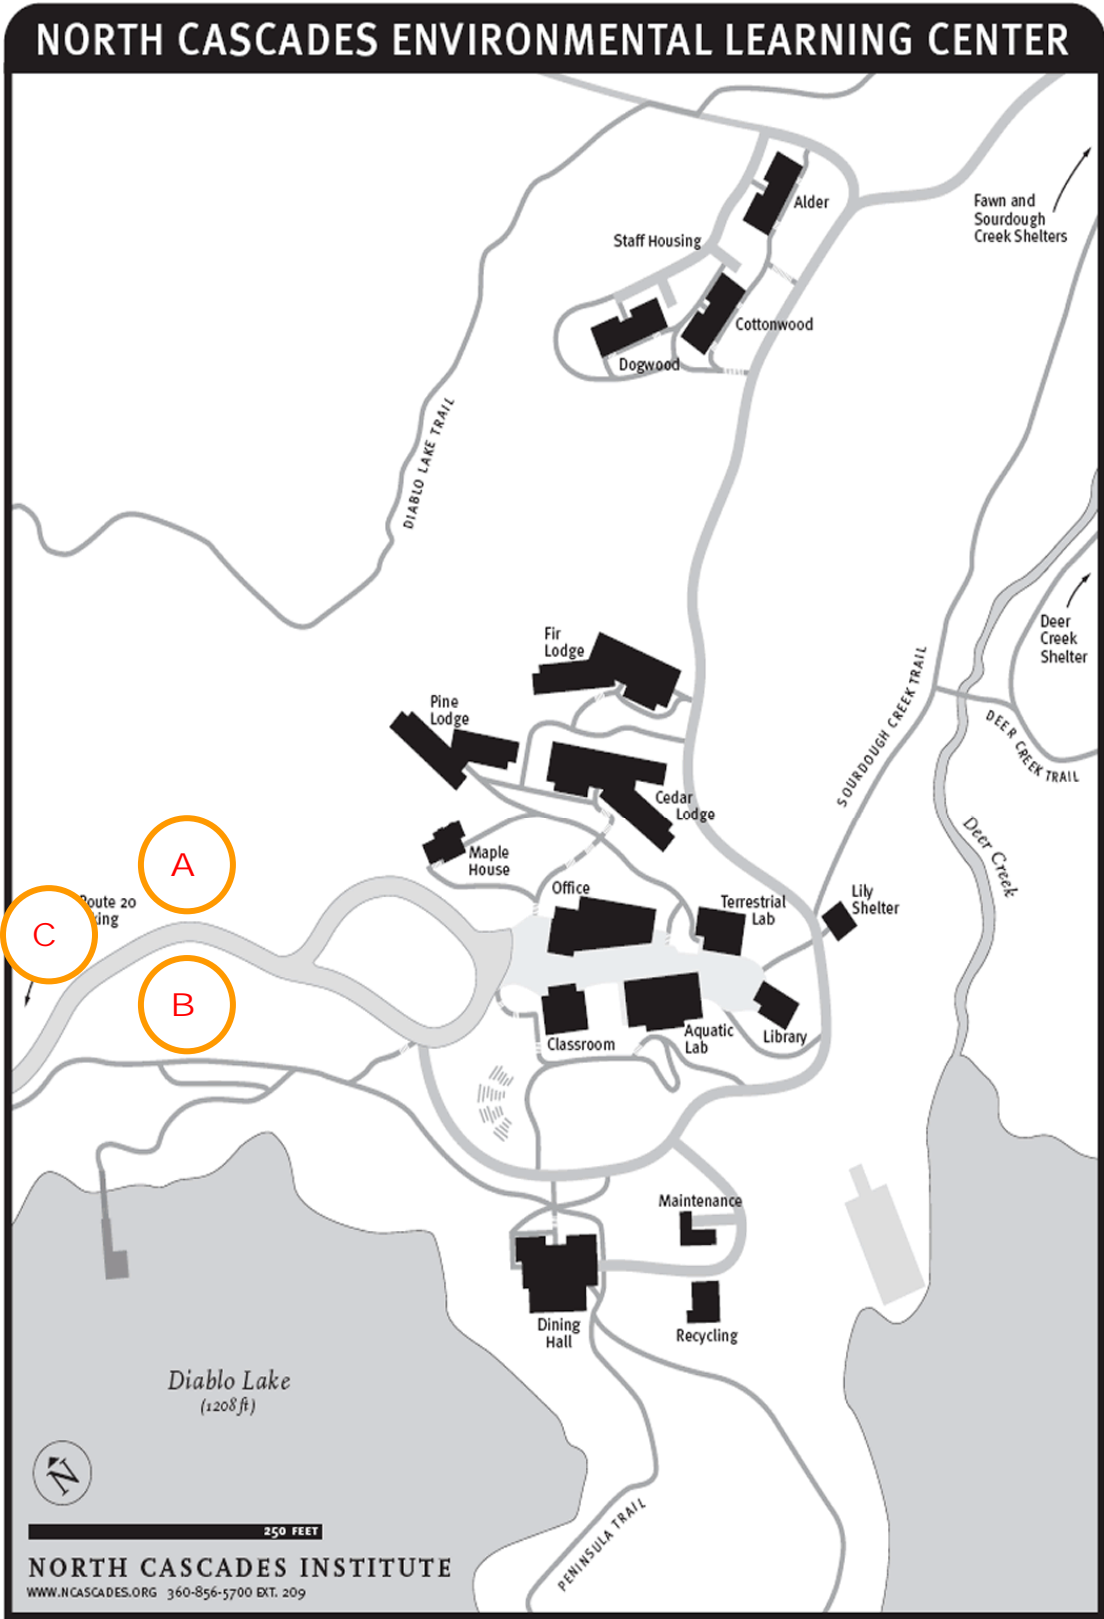 NORTH CASCADES ENVIRONMENTAL LEARNING CENTER
Fawn and
Sourdough
Creek Shelters
Alder
Staff Housing
Cottonwood
Dogwood
DIABLO LAKE TRAIL
Deer
Creek
Shelter
Fir
Lodge
SOURDOUGH CREEK TRAIL
Pine
Lodge
DEER CREEK TRAIL
Cedar
Lodge
Deer Creek
Maple
House
A
Route 20
C
Office
Terrestrial
Lab
Lily
Shelter
B
Classroom
Aquatic
Lab
Library
Maintenance
Dining
Hall
Recycling
Diablo Lake
(1208 ft)
N
PENINSULA TRAIL
250 FEET
NORTH CASCADES INSTITUTE
WWW.NCASCADES.ORG 360-856-5700 EXT. 209